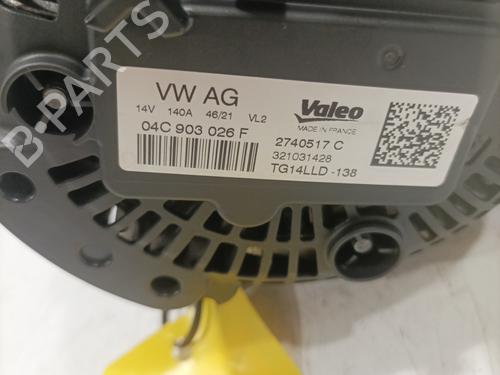 B-PARTS
VW AG
14V 140A 46/21 VL2
04C 903 026 F
Valeo
MADE IN FRANCE
2740517 C
321031428
TG14LLD -138